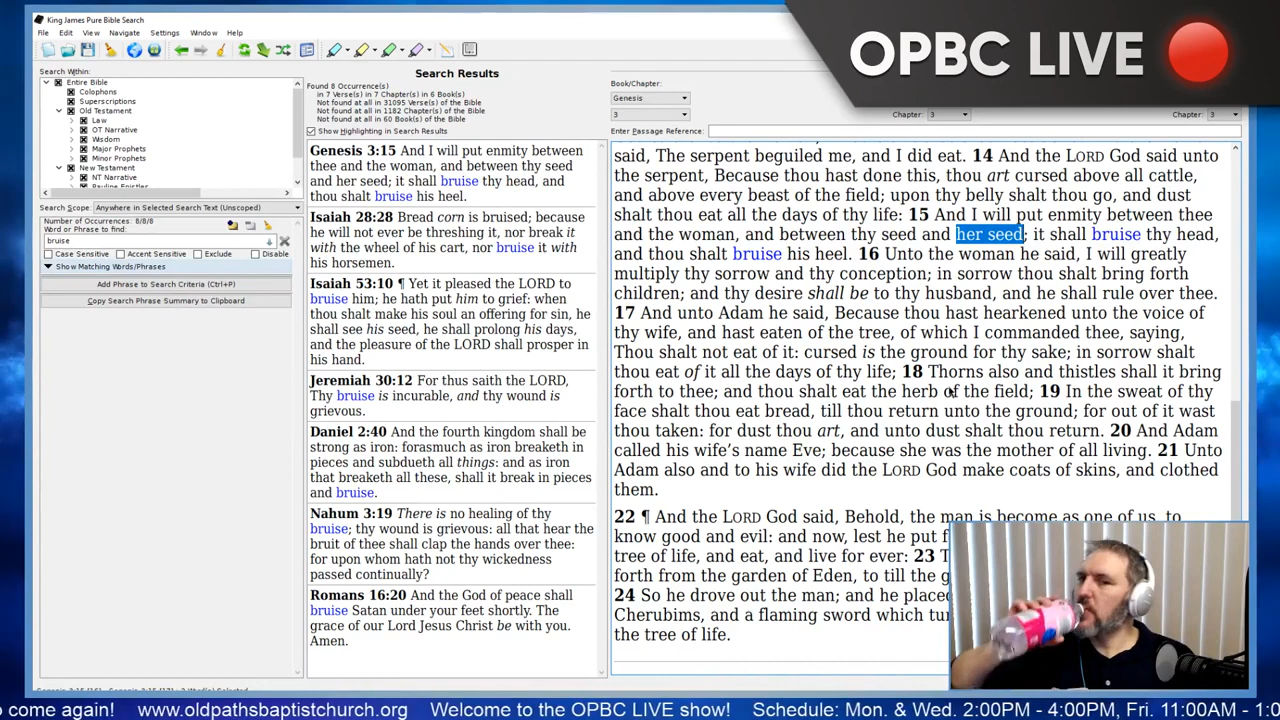 King James Pure Bible Search
OPBC LIVE
File Edit View Navigate Settings Window Help
Search Within:
Entire Bible
Colophons
Superscriptions
Old Testament
Law
OT Narrative
Wisdom
Major Prophets
Minor Prophets
New Testament
NT Narrative
Pauline Epistles
Search Scope: Anywhere in Selected Search Text (Unscoped)
Number of Occurrences: 8/8/8
Word or Phrase to find:
bruise
Case Sensitive Accent Sensitive Exclude Disable
Show Matching Words/Phrases
Add Phrase to Search Criteria (Ctrl+P)
Copy Search Phrase Summary to Clipboard
Search Results
Found 8 Occurrence(s)
in 7 Verse(s) in 7 Chapter(s) in 6 Book(s)
Not found at all in 31095 Verse(s) of the Bible
Not found at all in 1182 Chapter(s) of the Bible
Not found at all in 60 Book(s) of the Bible
Show Highlighting in Search Results
Genesis 3:15 And I will put enmity between
thee and the woman, and between thy seed
and her seed; it shall bruise thy head, and
thou shalt bruise his heel.
Isaiah 28:28 Bread corn is bruised; because
he will not ever be threshing it, nor break it
with the wheel of his cart, nor bruise it with
his horsemen.
Isaiah 53:10 ¶ Yet it pleased the LORD to
bruise him; he hath put him to grief: when
thou shalt make his soul an offering for sin, he
shall see his seed, he shall prolong his days,
and the pleasure of the LORD shall prosper in
his hand.
Jeremiah 30:12 For thus saith the LORD,
Thy bruise is incurable, and thy wound is
grievous.
Daniel 2:40 And the fourth kingdom shall be
strong as iron: forasmuch as iron breaketh in
pieces and subdueth all things: and as iron
that breaketh all these, shall it break in pieces
and bruise.
Nahum 3:19 There is no healing of thy
bruise; thy wound is grievous: all that hear the
bruit of thee shall clap the hands over thee:
for upon whom hath not thy wickedness
passed continually?
Romans 16:20 And the God of peace shall
bruise Satan under your feet shortly. The
grace of our Lord Jesus Christ be with you.
Amen.
Book/Chapter:
Genesis
3 Chapter: 3 Chapter: 3
Enter Passage Reference:
said, The serpent beguiled me, and I did eat. 14 And the LORD God said unto
the serpent, Because thou hast done this, thou art cursed above all cattle,
and above every beast of the field; upon thy belly shalt thou go, and dust
shalt thou eat all the days of thy life: 15 And I will put enmity between thee
and the woman, and between thy seed and her seed; it shall bruise thy head,
and thou shalt bruise his heel. 16 Unto the woman he said, I will greatly
multiply thy sorrow and thy conception; in sorrow thou shalt bring forth
children; and thy desire shall be to thy husband, and he shall rule over thee.
17 And unto Adam he said, Because thou hast hearkened unto the voice of
thy wife, and hast eaten of the tree, of which I commanded thee, saying,
Thou shalt not eat of it: cursed is the ground for thy sake; in sorrow shalt
thou eat of it all the days of thy life; 18 Thorns also and thistles shall it bring
forth to thee; and thou shalt eat the herb of the field; 19 In the sweat of thy
face shalt thou eat bread, till thou return unto the ground; for out of it wast
thou taken: for dust thou art, and unto dust shalt thou return. 20 And Adam
called his wife’s name Eve; because she was the mother of all living. 21 Unto
Adam also and to his wife did the LORD God make coats of skins, and clothed
them.
22 ¶ And the LORD God said, Behold, the man is become as one of us, to
know good and evil: and now, lest he put f
tree of life, and eat, and live for ever: 23 T
forth from the garden of Eden, to till the g
24 So he drove out the man; and he placed
Cherubims, and a flaming sword which tur
the tree of life.
o come again! www.oldpathsbaptistchurch.org Welcome to the OPBC LIVE show! Schedule: Mon. & Wed. 2:00PM - 4:00PM, Fri. 11:00AM - 1:0